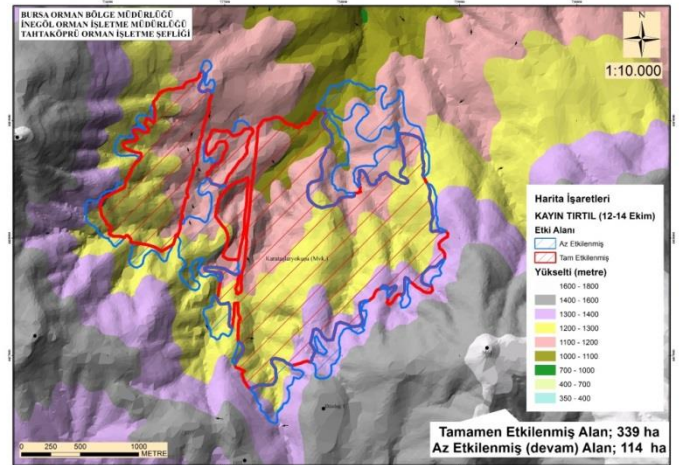 BURSA ORMAN BÖLGE MÜDÜRLÜĞÜ
İNEGÖL ORMAN İŞLETME MÜDÜRLÜĞÜ
TAHTAKÖPRÜ ORMAN İŞLETME ŞEFLİĞİ
N
1:10.000
(Mvk.)
Harita İşaretleri
KAYIN TIRTIL (12-14 Ekim)
Etki Alanı
Az Etkilenmiş
Tam Etkilenmiş
Yükselti (metre)
1600 - 1800
1400 - 1600
1300 - 1400
1200 - 1300
1100 - 1200
1000 - 1100
700 - 1000
400 - 700
350 - 400
0 250 500 1000
METRE
Tamamen Etkilenmiş Alan; 339 ha
Az Etkilenmiş (devam) Alan; 114 ha